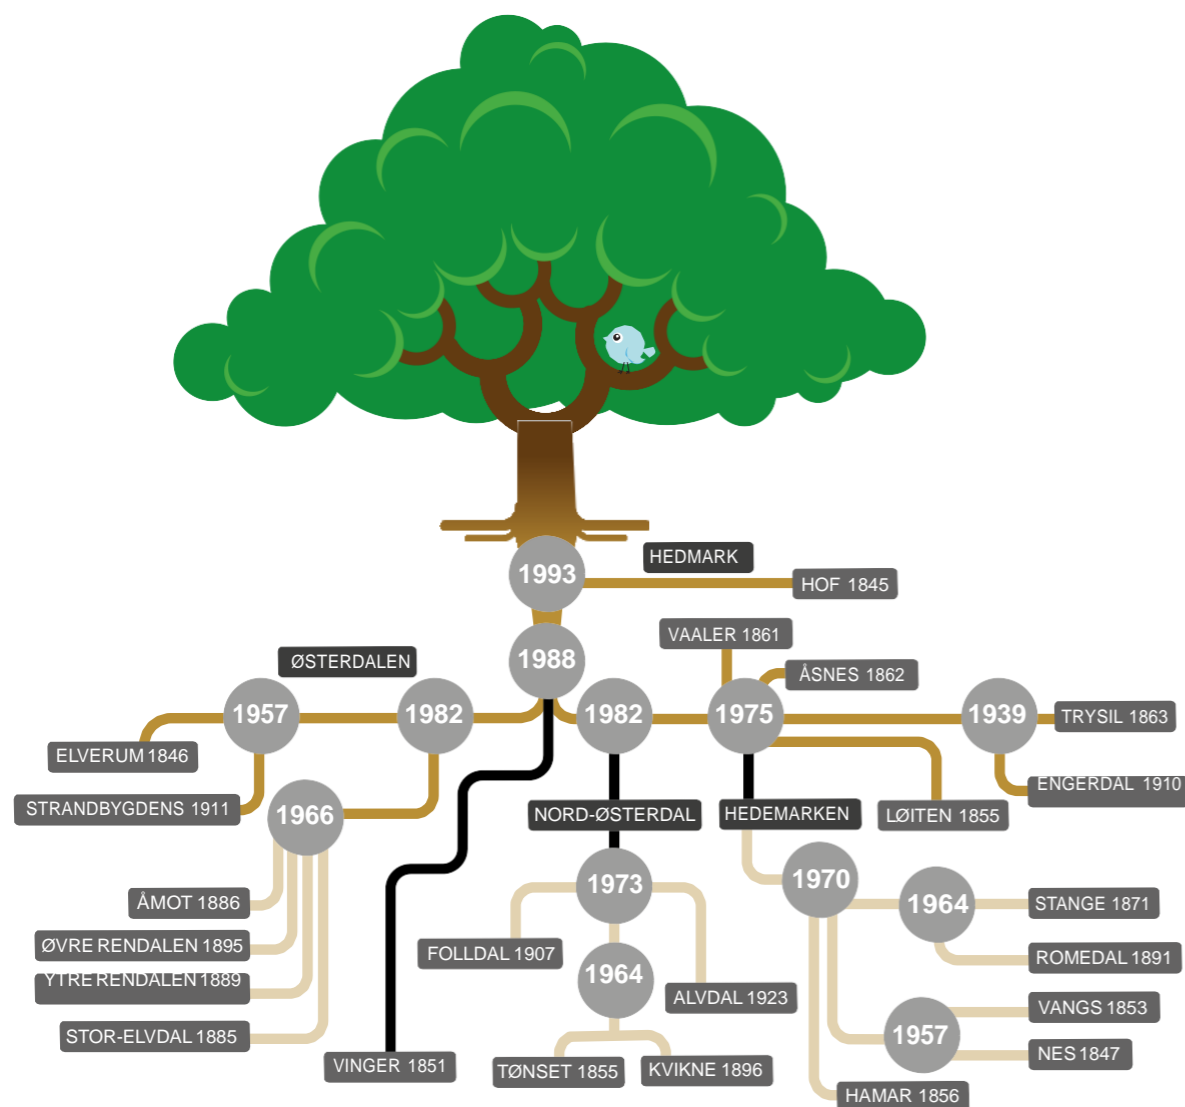 1993
HEDMARK
HOF 1845
1988
VAALER 1861
ØSTERDALEN
ÅSNES 1862
1957
1982
1982
1975
1939
TRYSIL 1863
ELVERUM 1846
ENGERDAL 1910
STRANDBYGDENS 1911
1966
NORD-ØSTERDAL
HEDEMARKEN
LØITEN 1855
1973
1970
ÅMOT 1886
1964
STANGE 1871
ØVRE RENDALEN 1895
FOLLDAL 1907
ROMEDAL 1891
YTRE RENDALEN 1889
1964
ALVDAL 1923
VANGS 1853
STOR-ELVDAL 1885
1957
VINGER 1851
TØNSET 1855
KVIKNE 1896
NES 1847
HAMAR 1856